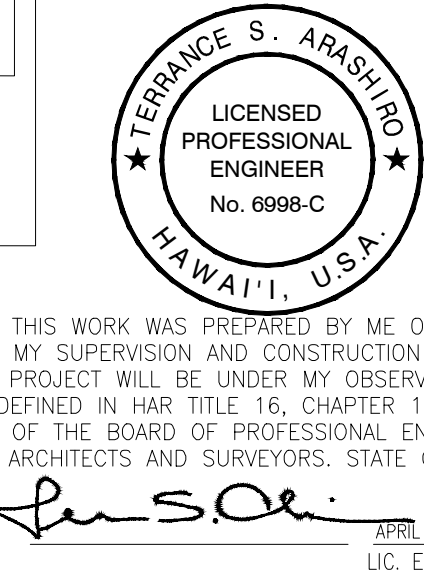 TERRANCE S. ARASHIRO
LICENSED
PROFESSIONAL
ENGINEER
No. 6998-C
HAWAI'I, U.S.A.
THIS WORK WAS PREPARED BY ME O
MY SUPERVISION AND CONSTRUCTION
PROJECT WILL BE UNDER MY OBSERV
DEFINED IN HAR TITLE 16, CHAPTER 1
OF THE BOARD OF PROFESSIONAL EN
ARCHITECTS AND SURVEYORS. STATE
APRIL
LIC. E